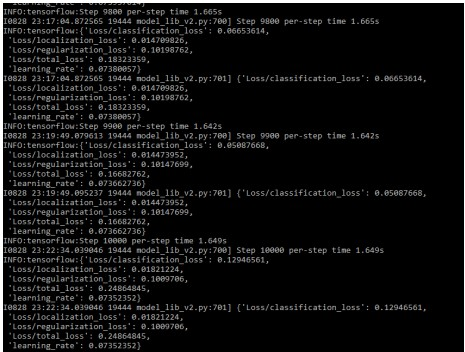 INFO:tensorflow:Step 9800 per-step time 1.665s
I0828 23:17:04.872565 19444 model_lib_v2.py:700] Step 9800 per-step time 1.665s
INFO:tensorflow:{'Loss/classification_loss': 0.06653614,
'Loss/localization_loss': 0.014709826,
'Loss/regularization_loss': 0.10198762,
'Loss/total_loss': 0.18323359,
'learning_rate': 0.07380057}
I0828 23:17:04.872565 19444 model_lib_v2.py:701] {'Loss/classification_loss': 0.06653614,
'Loss/localization_loss': 0.014709826,
'Loss/regularization_loss': 0.10198762,
'Loss/total_loss': 0.18323359,
'learning_rate': 0.07380057}
INFO:tensorflow:Step 9900 per-step time 1.642s
I0828 23:19:49.079613 19444 model_lib_v2.py:700] Step 9900 per-step time 1.642s
INFO:tensorflow:{'Loss/classification_loss': 0.05087668,
'Loss/localization_loss': 0.014473952,
'Loss/regularization_loss': 0.10147699,
'Loss/total_loss': 0.16682762,
'learning_rate': 0.073662736}
I0828 23:19:49.095237 19444 model_lib_v2.py:701] {'Loss/classification_loss': 0.05087668,
'Loss/localization_loss': 0.014473952,
'Loss/regularization_loss': 0.10147699,
'Loss/total_loss': 0.16682762,
'learning_rate': 0.073662736}
INFO:tensorflow:Step 10000 per-step time 1.649s
I0828 23:22:34.039046 19444 model_lib_v2.py:700] Step 10000 per-step time 1.649s
INFO:tensorflow:{'Loss/classification_loss': 0.12946561,
'Loss/localization_loss': 0.01821224,
'Loss/regularization_loss': 0.1009706,
'Loss/total_loss': 0.24864845,
'learning_rate': 0.07352352}
I0828 23:22:34.039046 19444 model_lib_v2.py:701] {'Loss/classification_loss': 0.12946561,
'Loss/localization_loss': 0.01821224,
'Loss/regularization_loss': 0.1009706,
'Loss/total_loss': 0.24864845,
'learning_rate': 0.07352352}